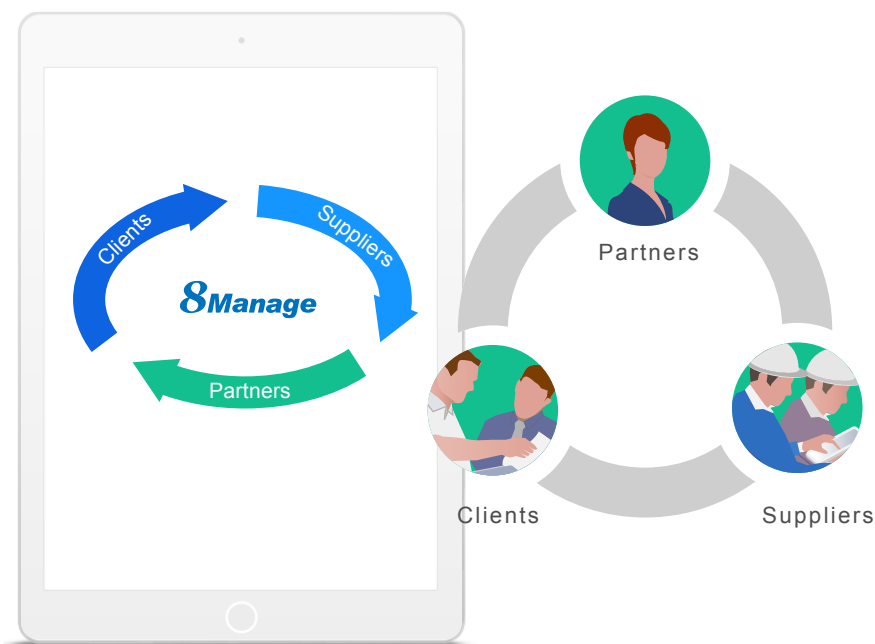 Clients
Suppliers
8Manage
Partners
Partners
Clients
Suppliers